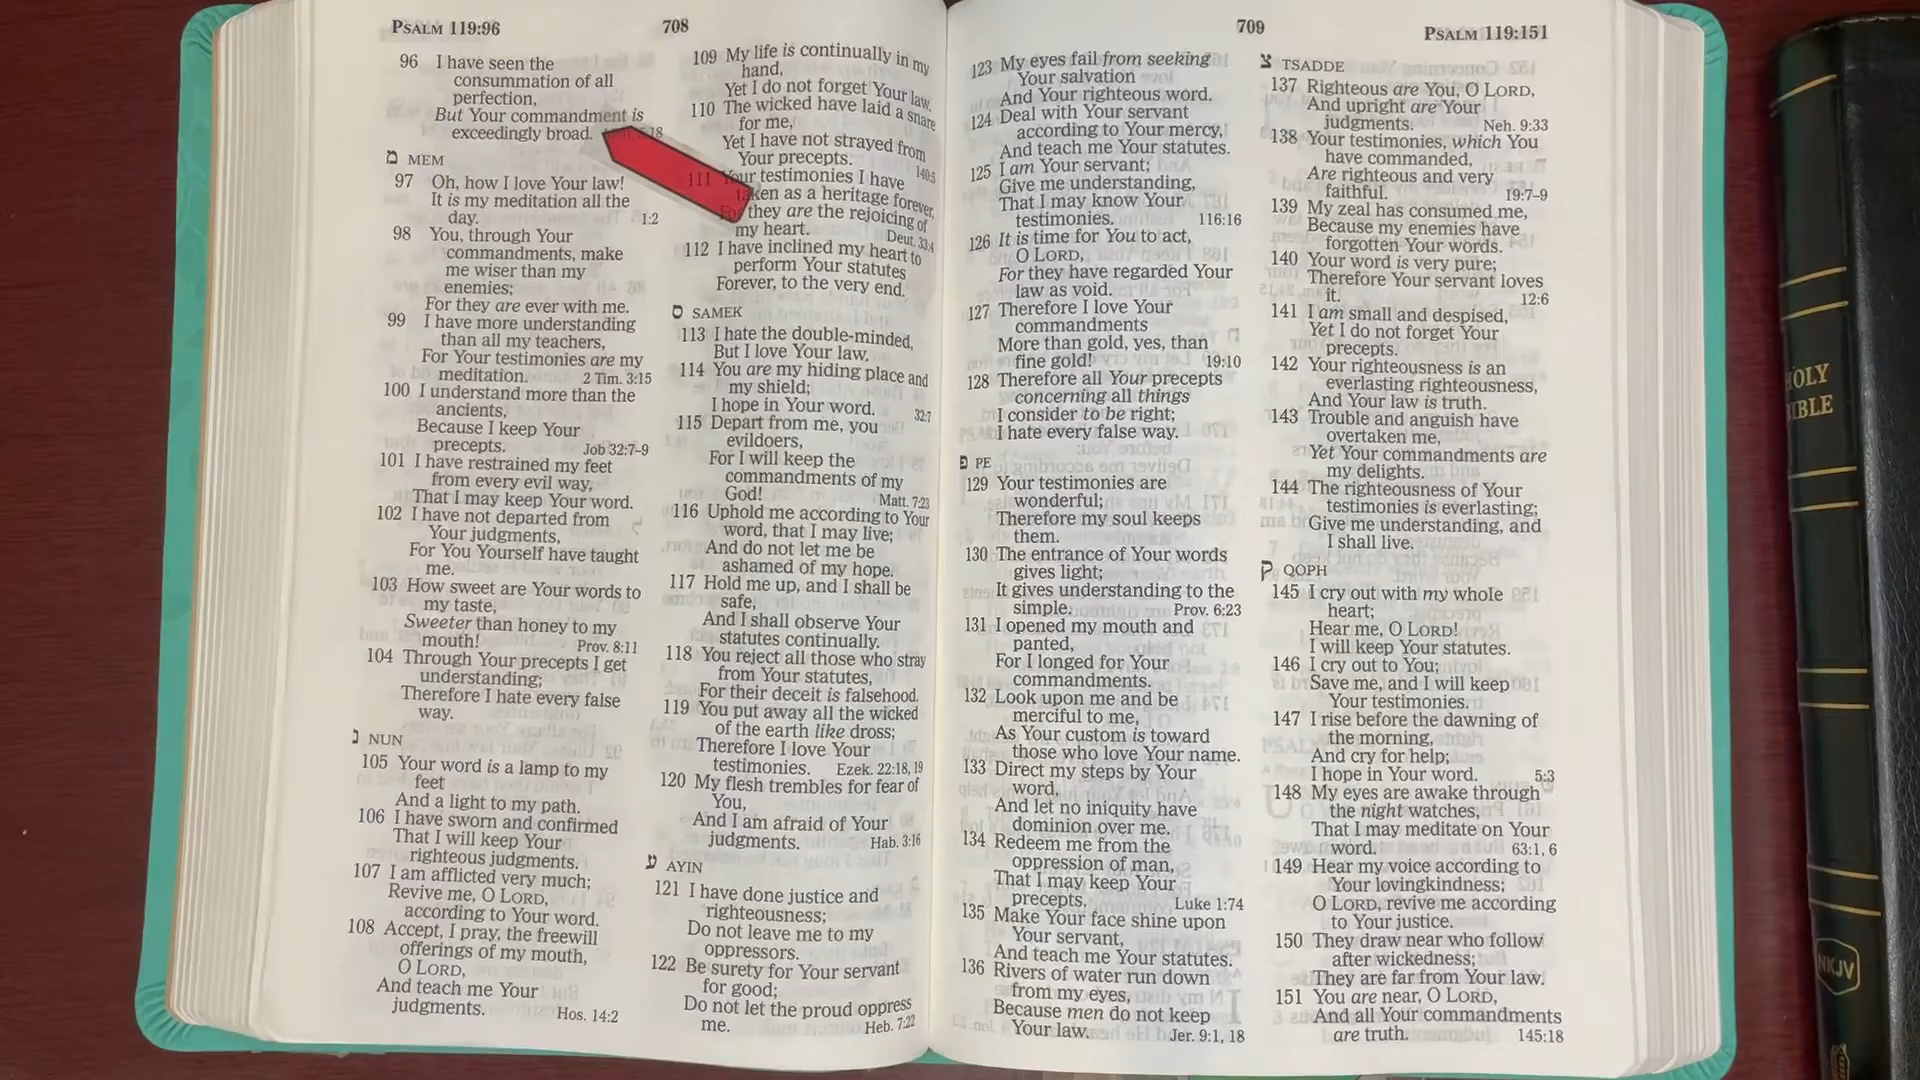 PSALM 119:96
708
96 I have seen the
consummation of all
perfection,
But Your commandment is
exceedingly broad.
מ MEM
97 Oh, how I love Your law!
It is my meditation all the
day. 1:2
98 You, through Your
commandments, make
me wiser than my
enemies;
For they are ever with me.
99 I have more understanding
than all my teachers,
For Your testimonies are my
meditation. 2 Tim. 3:15
100 I understand more than the
ancients,
Because I keep Your
precepts. Job 32:7–9
101 I have restrained my feet
from every evil way,
That I may keep Your word.
102 I have not departed from
Your judgments,
For You Yourself have taught
me.
103 How sweet are Your words to
my taste,
Sweeter than honey to my
mouth! Prov. 8:11
104 Through Your precepts I get
understanding;
Therefore I hate every false
way.
נ NUN
105 Your word is a lamp to my
feet
And a light to my path.
106 I have sworn and confirmed
That I will keep Your
righteous judgments.
107 I am afflicted very much;
Revive me, O LORD,
according to Your word.
108 Accept, I pray, the freewill
offerings of my mouth,
O LORD,
And teach me Your
judgments. Hos. 14:2
109 My life is continually in my
hand,
Yet I do not forget Your law.
110 The wicked have laid a snare
for me,
Yet I have not strayed from
Your precepts. 140:5
111 Your testimonies I have
taken as a heritage forever,
For they are the rejoicing of
my heart. Deut. 33:4
112 I have inclined my heart to
perform Your statutes
Forever, to the very end.
ס SAMEK
113 I hate the double-minded,
But I love Your law.
114 You are my hiding place and
my shield;
I hope in Your word. 32:7
115 Depart from me, you
evildoers,
For I will keep the
commandments of my
God! Matt. 7:23
116 Uphold me according to Your
word, that I may live;
And do not let me be
ashamed of my hope.
117 Hold me up, and I shall be
safe,
And I shall observe Your
statutes continually.
118 You reject all those who stray
from Your statutes,
For their deceit is falsehood.
119 You put away all the wicked
of the earth like dross;
Therefore I love Your
testimonies. Ezek. 22:18, 19
120 My flesh trembles for fear of
You,
And I am afraid of Your
judgments. Hab. 3:16
ע AYIN
121 I have done justice and
righteousness;
Do not leave me to my
oppressors.
122 Be surety for Your servant
for good;
Do not let the proud oppress
me. Heb. 7:22
709
PSALM 119:151
123 My eyes fail from seeking
Your salvation
And Your righteous word.
124 Deal with Your servant
according to Your mercy,
And teach me Your statutes.
125 I am Your servant;
Give me understanding,
That I may know Your
testimonies. 116:16
126 It is time for You to act,
O LORD,
For they have regarded Your
law as void.
127 Therefore I love Your
commandments
More than gold, yes, than
fine gold! 19:10
128 Therefore all Your precepts
concerning all things
I consider to be right;
I hate every false way.
פ PE
129 Your testimonies are
wonderful;
Therefore my soul keeps
them.
130 The entrance of Your words
gives light;
It gives understanding to the
simple. Prov. 6:23
131 I opened my mouth and
panted,
For I longed for Your
commandments.
132 Look upon me and be
merciful to me,
As Your custom is toward
those who love Your name.
133 Direct my steps by Your
word,
And let no iniquity have
dominion over me.
134 Redeem me from the
oppression of man,
That I may keep Your
precepts. Luke 1:74
135 Make Your face shine upon
Your servant,
And teach me Your statutes.
136 Rivers of water run down
from my eyes,
Because men do not keep
Your law. Jer. 9:1, 18
צ TSADDE
137 Righteous are You, O LORD,
And upright are Your
judgments. Neh. 9:33
138 Your testimonies, which You
have commanded,
Are righteous and very
faithful. 19:7–9
139 My zeal has consumed me,
Because my enemies have
forgotten Your words.
140 Your word is very pure;
Therefore Your servant loves
it. 12:6
141 I am small and despised,
Yet I do not forget Your
precepts.
142 Your righteousness is an
everlasting righteousness,
And Your law is truth.
143 Trouble and anguish have
overtaken me,
Yet Your commandments are
my delights.
144 The righteousness of Your
testimonies is everlasting;
Give me understanding, and
I shall live.
ק QOPH
145 I cry out with my whole
heart;
Hear me, O LORD!
I will keep Your statutes.
146 I cry out to You;
Save me, and I will keep
Your testimonies.
147 I rise before the dawning of
the morning,
And cry for help;
I hope in Your word. 5:3
148 My eyes are awake through
the night watches,
That I may meditate on Your
word. 63:1, 6
149 Hear my voice according to
Your lovingkindness;
O LORD, revive me according
to Your justice.
150 They draw near who follow
after wickedness;
They are far from Your law.
151 You are near, O LORD,
And all Your commandments
are truth. 145:18
HOLY
BIBLE
NKJV